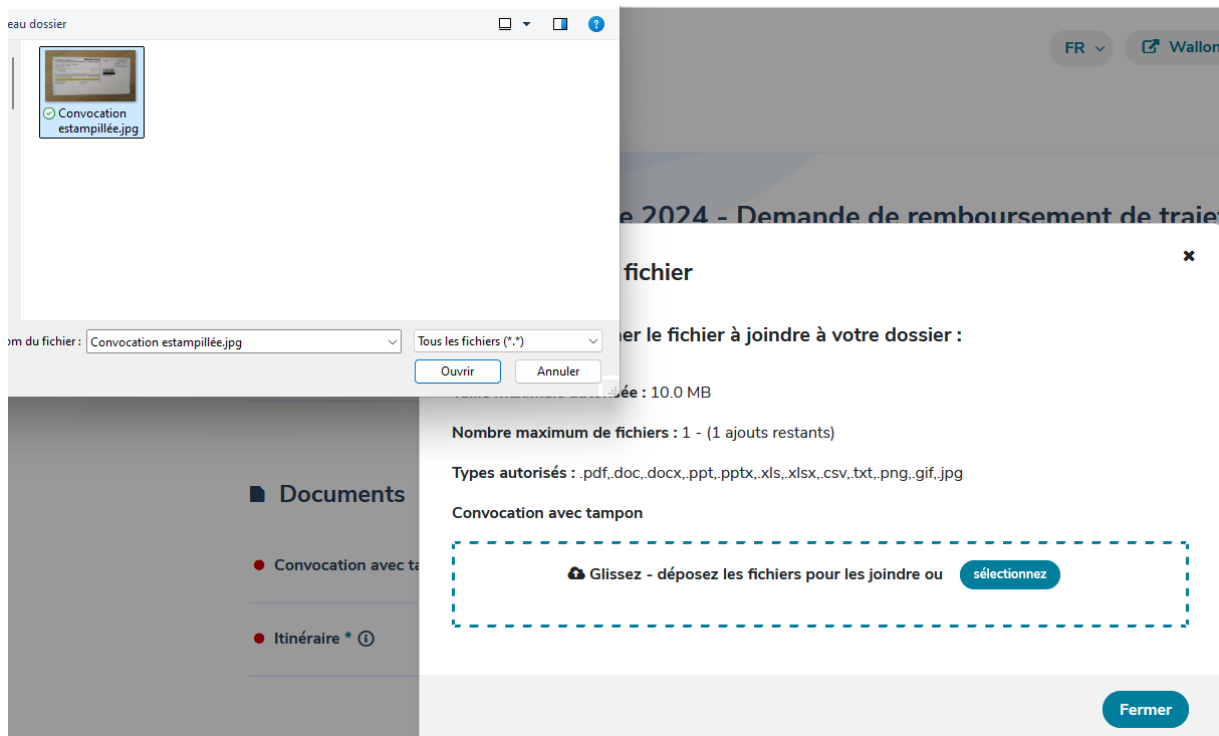 eau dossier
Convocation
estampillée.jpg
om du fichier :
Convocation estampillée.jpg
Tous les fichiers (*.*)
Ouvrir
Annuler
FR
Wallon
e 2024 - Demande de remboursement de traje
fichier
er le fichier à joindre à votre dossier :
ée : 10.0 MB
Nombre maximum de fichiers : 1 - (1 ajouts restants)
Types autorisés : .pdf,.doc,.docx,.ppt,.pptx,.xls,.xlsx,.csv,.txt,.png,.gif,.jpg
Convocation avec tampon
Glissez - déposez les fichiers pour les joindre ou
sélectionnez
Documents
Convocation avec ta
Itinéraire *
Fermer